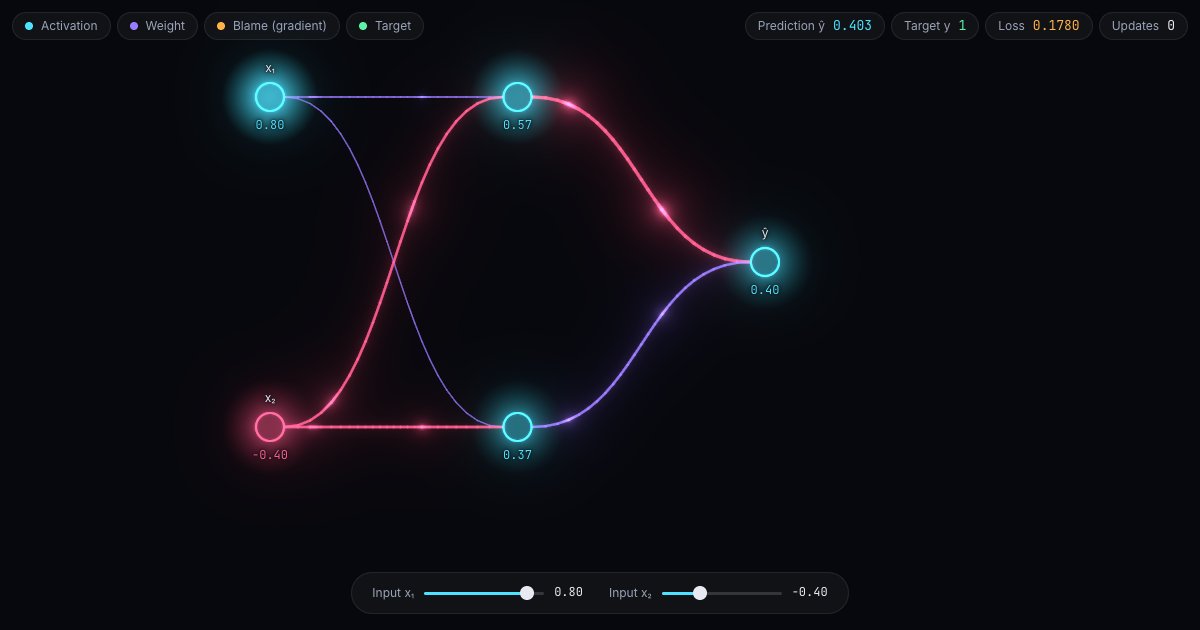 Activation Weight Blame (gradient) Target Prediction ŷ 0.403 Target y 1 Loss 0.1780 Updates 0
x₁
0.80 0.57
ŷ
0.40
x₂
-0.40 0.37
Input x₁ 0.80 Input x₂ -0.40